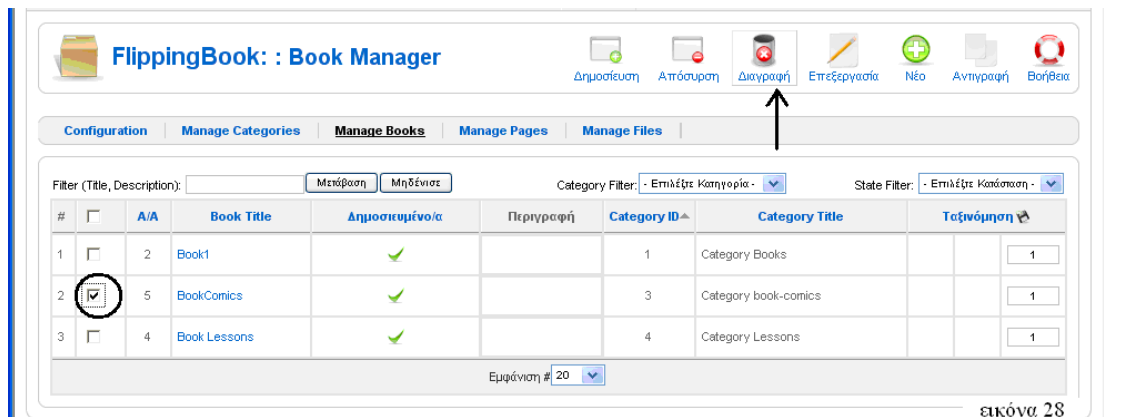 FlippingBook: : Book Manager
Δημοσίευση Απόσυρση Διαγραφή Επεξεργασία Νέο Αντιγραφή Βοήθεια
Configuration Manage Categories Manage Books Manage Pages Manage Files
Filter (Title, Description): Μετάβαση Μηδένισε Category Filter: - Επιλέξτε Κατηγορία - State Filter: - Επιλέξτε Κατάσταση -
# A/A Book Title Δημοσιευμένο/α Περιγραφή Category ID Category Title Ταξινόμηση
1 2 Book1 1 Category Books 1
2 5 BookComics 3 Category book-comics 1
3 4 Book Lessons 4 Category Lessons 1
Εμφάνιση # 20
εικόνα 28